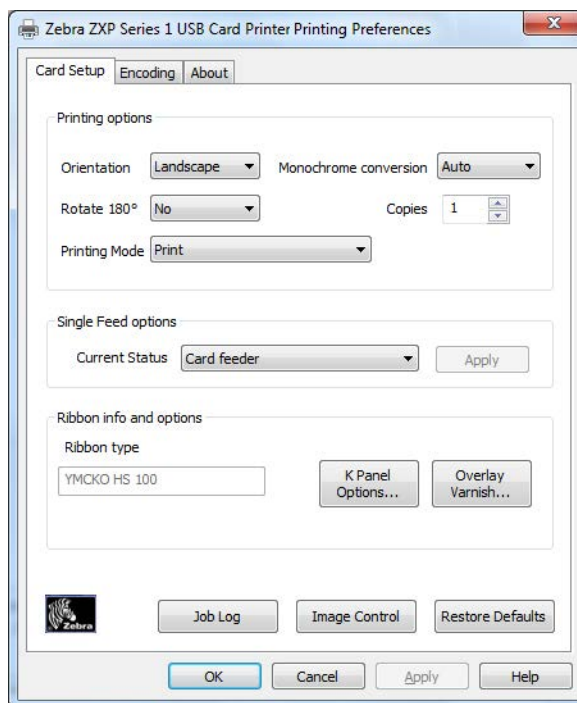 Zebra ZXP Series 1 USB Card Printer Printing Preferences
Card Setup Encoding About
Printing options
Orientation Landscape Monochrome conversion Auto
Rotate 180° No Copies 1
Printing Mode Print
Single Feed options
Current Status Card feeder Apply
Ribbon info and options
Ribbon type
YMCKO HS 100
K Panel
Options...
Overlay
Varnish...
Zebra
Job Log Image Control Restore Defaults
OK Cancel Apply Help